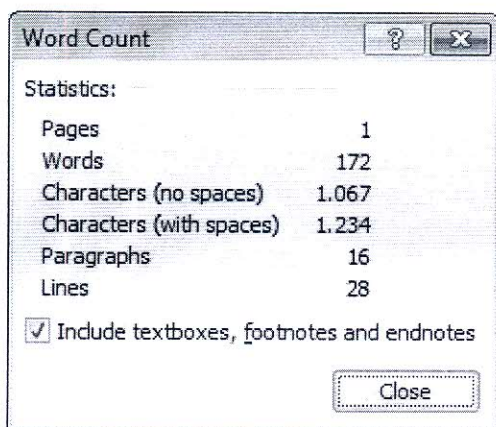 Word Count
Statistics:
Pages 1
Words 172
Characters (no spaces) 1.067
Characters (with spaces) 1.234
Paragraphs 16
Lines 28
Include textboxes, footnotes and endnotes
Close